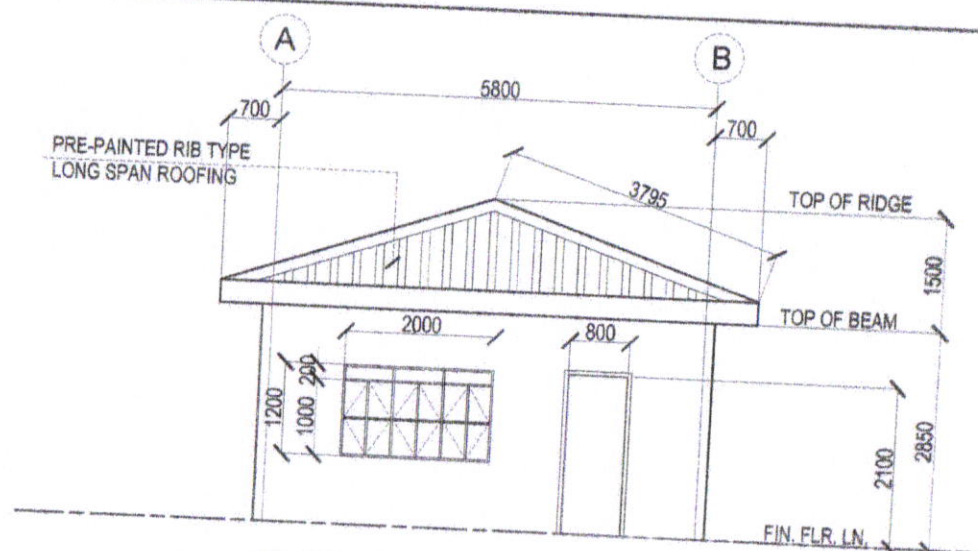 A
B
5800
700
700
PRE-PAINTED RIB TYPE
LONG SPAN ROOFING
3795
TOP OF RIDGE
1500
TOP OF BEAM
2000
800
200
1200
1000
2100
2850
FIN. FLR. LN.